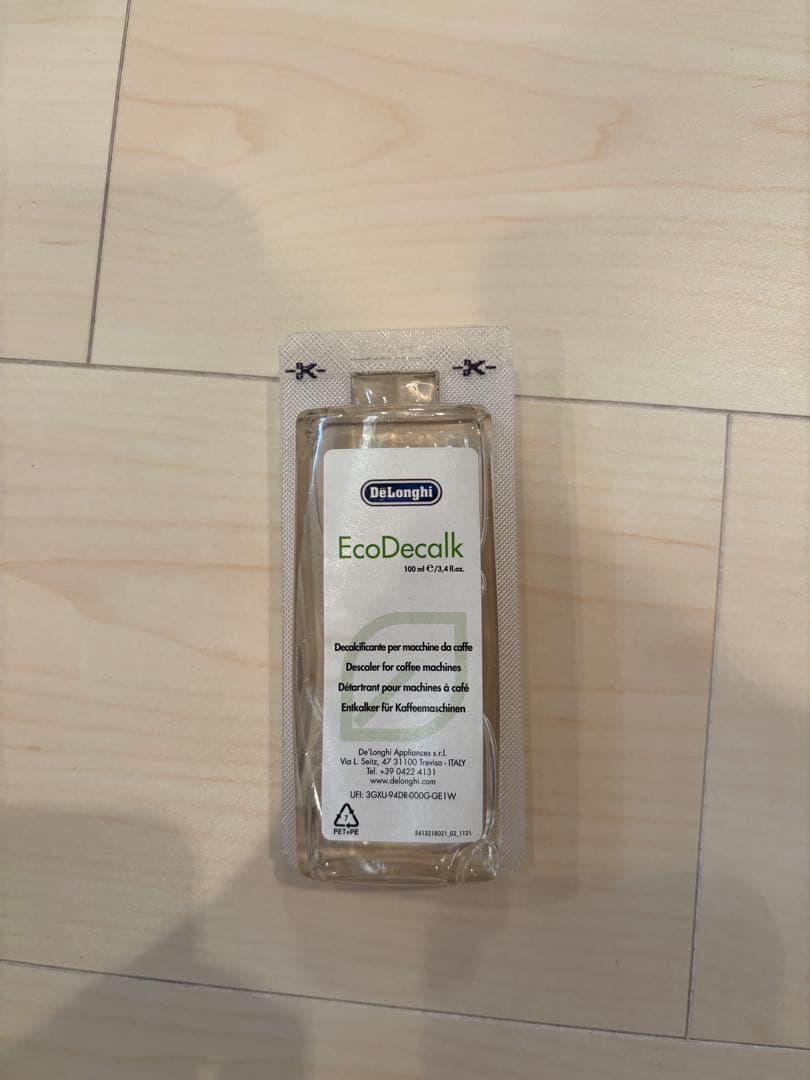 DeLonghi
EcoDecalk
100 ml ℮/3,4 fl.oz.
Decalcificante per macchine da caffe
Descaler for coffee machines
Détartrant pour machines à café
Entkalker für Kaffeemaschinen
De'Longhi Appliances s.r.l.
Via L. Seitz, 47 31100 Treviso - ITALY
Tel. +39 0422 4131
www.delonghi.com
UFI: 3GXU-94DR-000G-GE1W
7
PET+PE
5413218021_02_1121